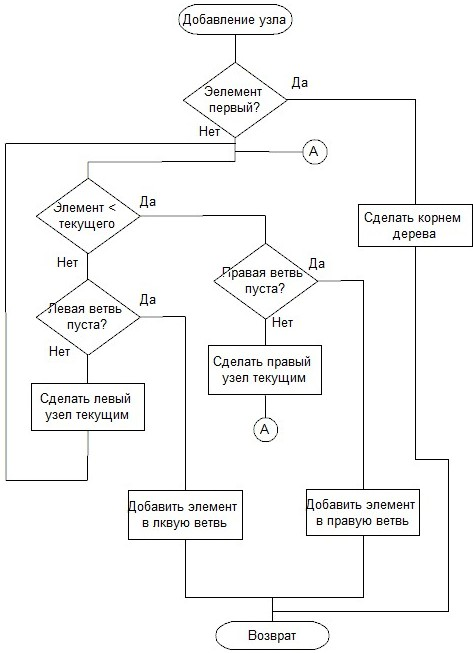 Добавление узла
Эелемент
первый?
Да
Нет
А
Элемент <
текущего
Да
Сделать корнем
дерева
Нет
Правая ветвь
пуста?
Да
Левая ветвь
пуста?
Да
Нет
Нет
Сделать правый
узел текущим
Сделать левый
узел текущим
А
Добавить элемент
в лквую ветвь
Добавить элемент
в правую ветвь
Возврат